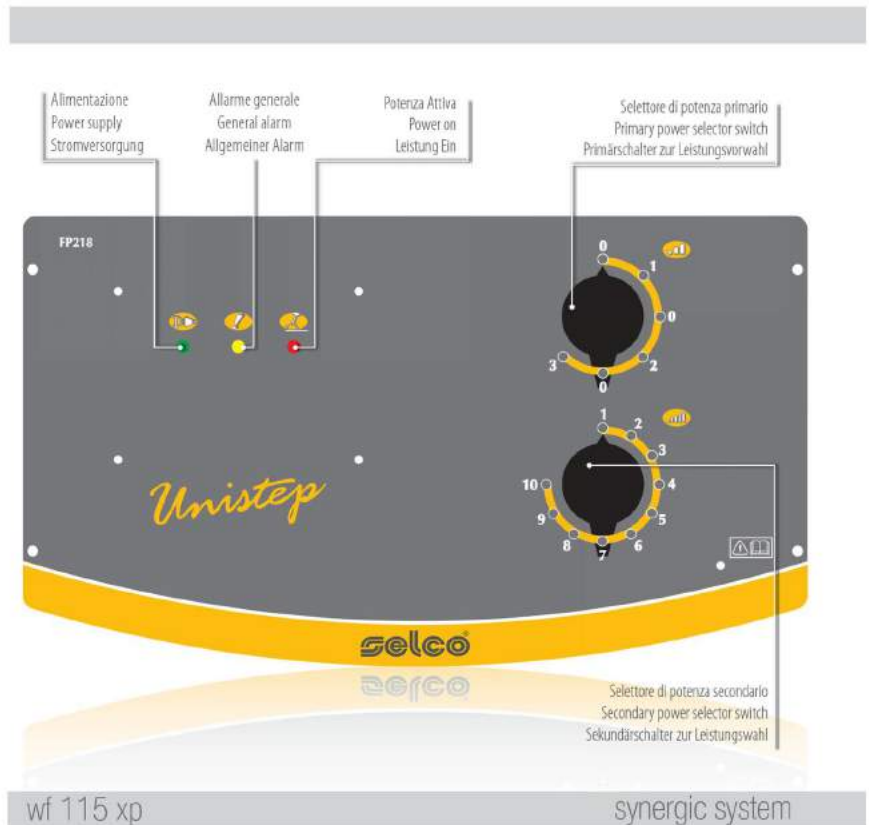 Alimentazione
Power supply
Stromversorgung
Allarme generale
General alarm
Allgemeiner Alarm
Potenza Attiva
Power on
Leistung Ein
Selettore di potenza primario
Primary power selector switch
Primärschalter zur Leistungsvorwahl
FP218
0
1
0
2
0
3
1
2
3
4
5
6
7
8
9
10
Unistep
selco
Selettore di potenza secondario
Secondary power selector switch
Sekundärschalter zur Leistungswahl
wf 115 xp
synergic system